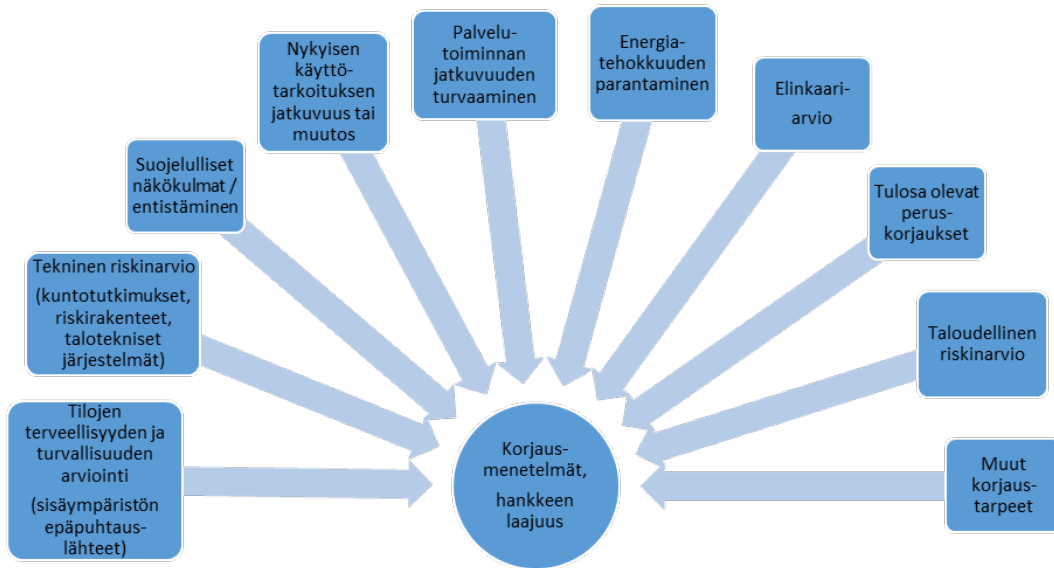 Tilojen
terveellisyyden ja
turvallisuuden
arviointi
(sisäympäristön
epäpuhtaus-
lähteet)
Tekninen riskinarvio
(kuntotutkimukset,
riskirakenteet,
talotekniset
järjestelmät)
Suojelulliset
näkökulmat /
entistäminen
Nykyisen
käyttö-
tarkoituksen
jatkuvuus tai
muutos
Palvelu-
toiminnan
jatkuvuuden
turvaaminen
Energia-
tehokkuuden
parantaminen
Elinkaari-
arvio
Tulosa olevat
perus-
korjaukset
Taloudellinen
riskinarvio
Muut
korjaus-
tarpeet
Korjaus-
menetelmät,
hankkeen
laajuus